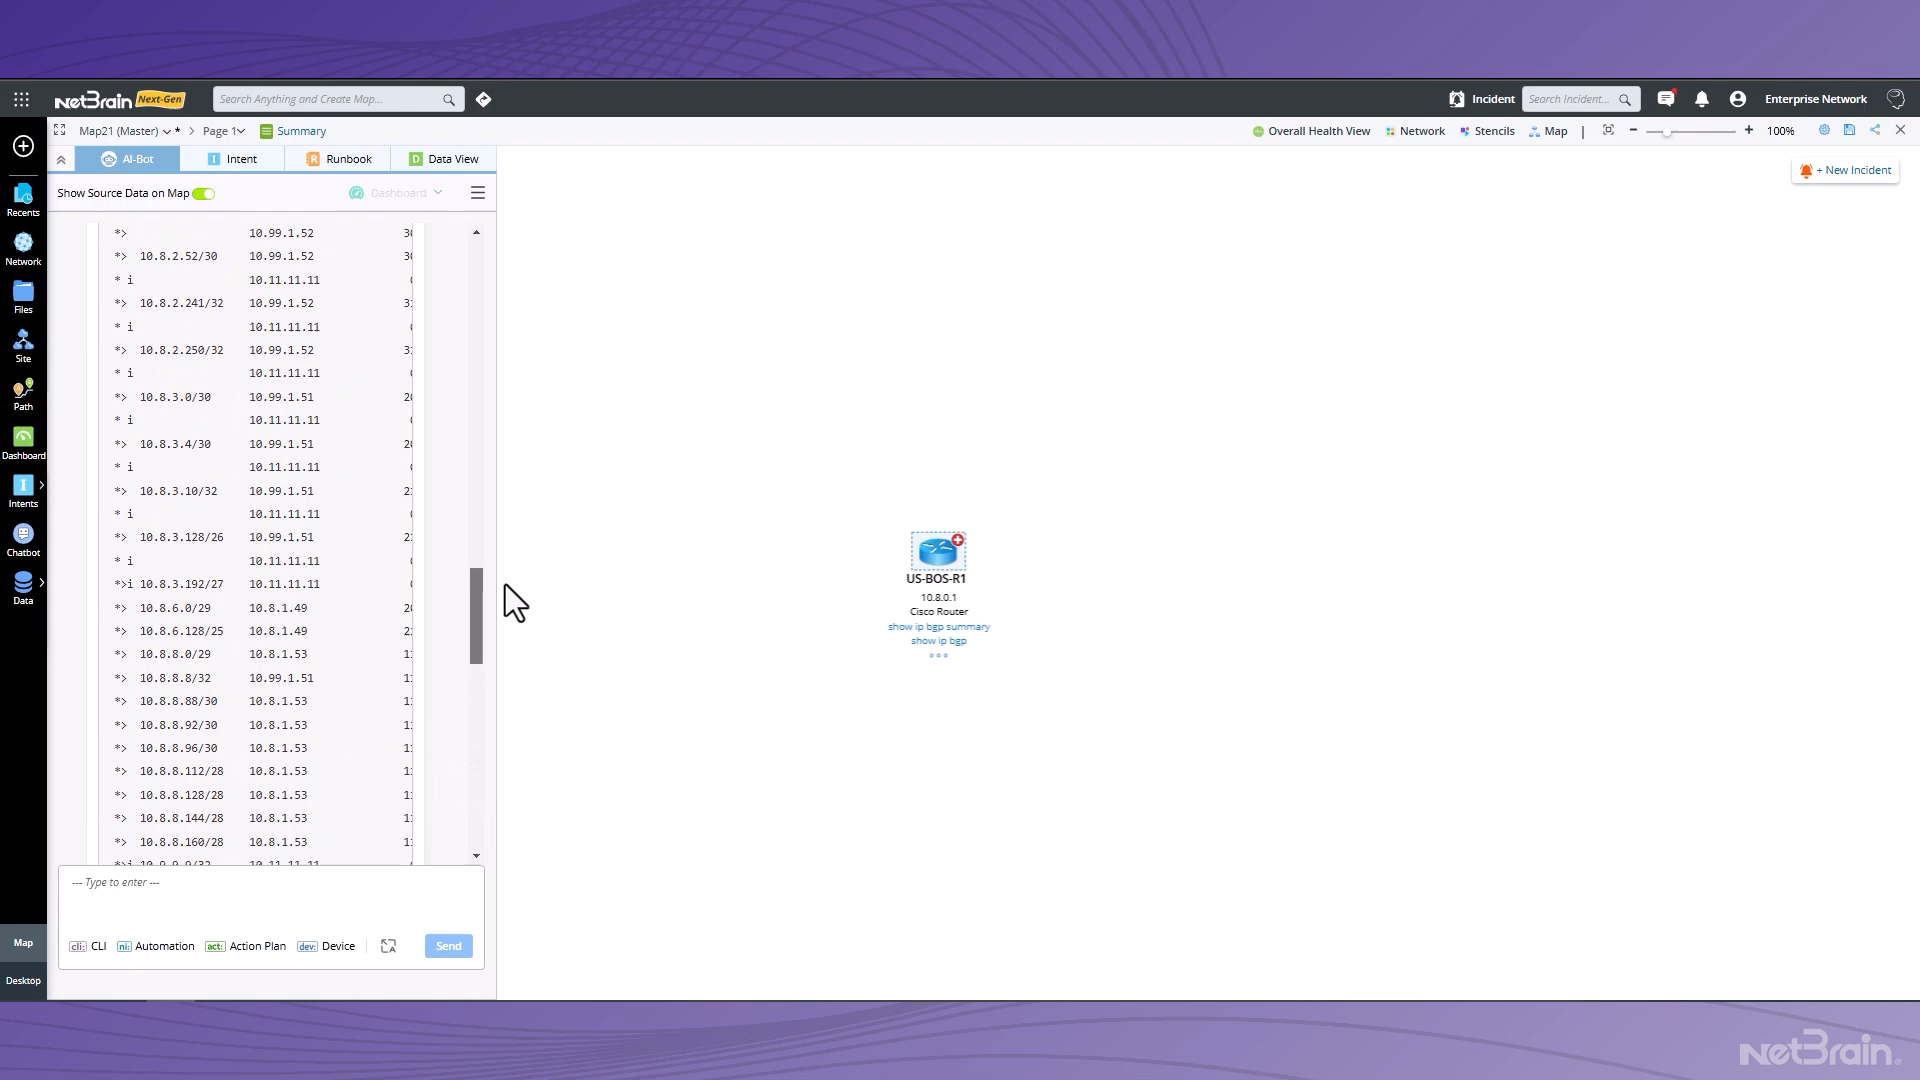 netBrain Next-Gen
Search Anything and Create Map...
Incident
Search Incident...
Enterprise Network
Map21 (Master) * > Page 1
Summary
Overall Health View
Network
Stencils
Map
|
100%
AI-Bot
I Intent
R Runbook
D Data View
+ New Incident
Show Source Data on Map
Dashboard
Recents
Network
Files
Site
Path
Dashboard
I
Intents
Chatbot
Data
Map
Desktop
*> 10.99.1.52
*> 10.8.2.52/30 10.99.1.52
* i 10.11.11.11
*> 10.8.2.241/32 10.99.1.52
* i 10.11.11.11
*> 10.8.2.250/32 10.99.1.52
* i 10.11.11.11
*> 10.8.3.0/30 10.99.1.51
* i 10.11.11.11
*> 10.8.3.4/30 10.99.1.51
* i 10.11.11.11
*> 10.8.3.10/32 10.99.1.51
* i 10.11.11.11
*> 10.8.3.128/26 10.99.1.51
* i 10.11.11.11
*>i 10.8.3.192/27 10.11.11.11
*> 10.8.6.0/29 10.8.1.49
*> 10.8.6.128/25 10.8.1.49
*> 10.8.8.0/29 10.8.1.53
*> 10.8.8.8/32 10.99.1.51
*> 10.8.8.88/30 10.8.1.53
*> 10.8.8.92/30 10.8.1.53
*> 10.8.8.96/30 10.8.1.53
*> 10.8.8.112/28 10.8.1.53
*> 10.8.8.128/28 10.8.1.53
*> 10.8.8.144/28 10.8.1.53
*> 10.8.8.160/28 10.8.1.53
--- Type to enter ---
cli: CLI
ni: Automation
act: Action Plan
dev: Device
Send
US-BOS-R1
10.8.0.1
Cisco Router
show ip bgp summary
show ip bgp
netBrain